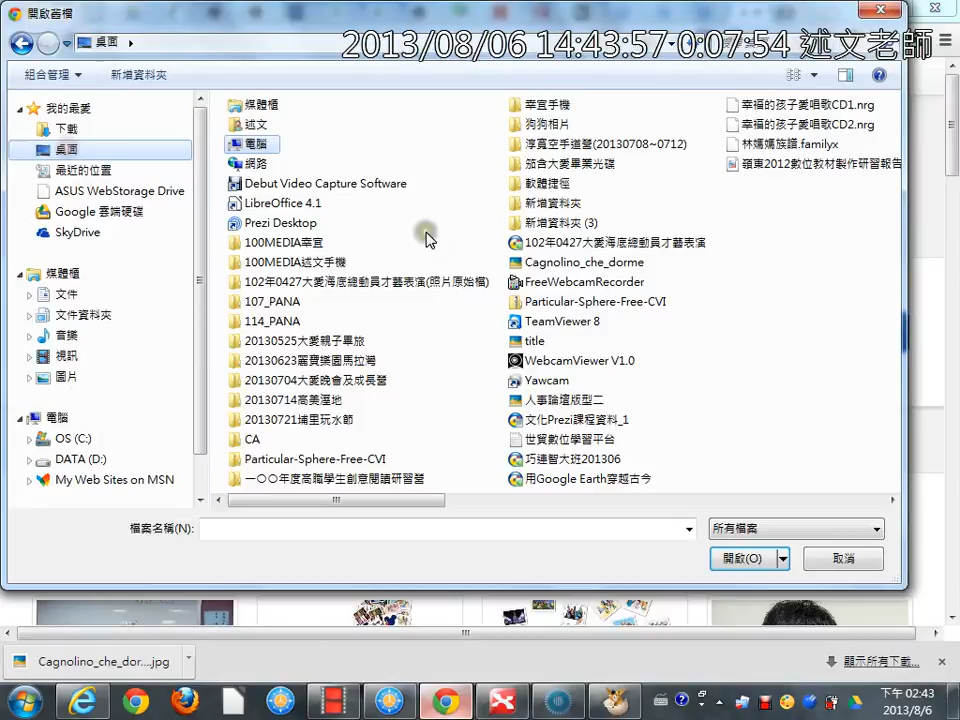 開啟舊檔
桌面
2013/08/06 14:43:57 0:07:54 述文老師
組合管理
新增資料夾
我的最愛
下載
桌面
最近的位置
ASUS WebStorage Drive
Google 雲端硬碟
SkyDrive
媒體櫃
文件
文件資料夾
音樂
視訊
圖片
電腦
OS (C:)
DATA (D:)
My Web Sites on MSN
媒體櫃
述文
電腦
網路
Debut Video Capture Software
LibreOffice 4.1
Prezi Desktop
100MEDIA幸宜
100MEDIA述文手機
102年0427大愛海底總動員才藝表演(照片原始檔)
107_PANA
114_PANA
20130525大愛親子畢旅
20130623麗寶樂園馬拉灣
20130704大愛晚會及成長營
20130714高美溼地
20130721埔里玩水節
CA
Particular-Sphere-Free-CVI
一〇〇年度高職學生創意閱讀研習營
幸宜手機
狗狗相片
淳寬空手道營(20130708~0712)
茄含大愛畢業光碟
軟體捷徑
新增資料夾
新增資料夾 (3)
102年0427大愛海底總動員才藝表演
Cagnolino_che_dorme
FreeWebcamRecorder
Particular-Sphere-Free-CVI
TeamViewer 8
title
WebcamViewer V1.0
Yawcam
人事論壇版型二
文化Prezi課程資料_1
世貿數位學習平台
巧連智大班201306
用Google Earth穿越古今
幸福的孩子愛唱歌CD1.nrg
幸福的孩子愛唱歌CD2.nrg
林媽媽族譜.familyx
嶺東2012數位教材製作研習報告
檔案名稱(N):
所有檔案
開啟(O)
取消
Cagnolino_che_dor....jpg
顯示所有下載...
下午 02:43
2013/8/6